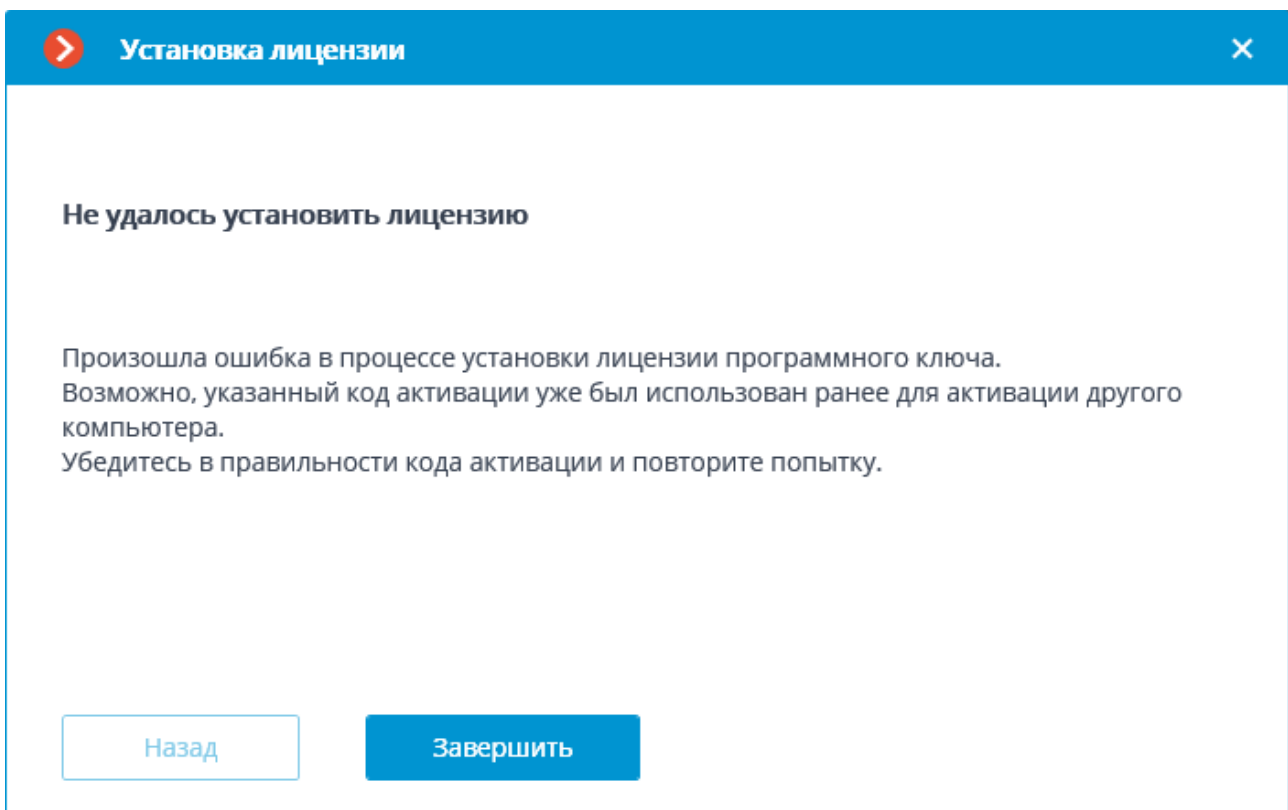 Установка лицензии
Не удалось установить лицензию
Произошла ошибка в процессе установки лицензии программного ключа.
Возможно, указанный код активации уже был использован ранее для активации другого
компьютера.
Убедитесь в правильности кода активации и повторите попытку.
Назад
Завершить